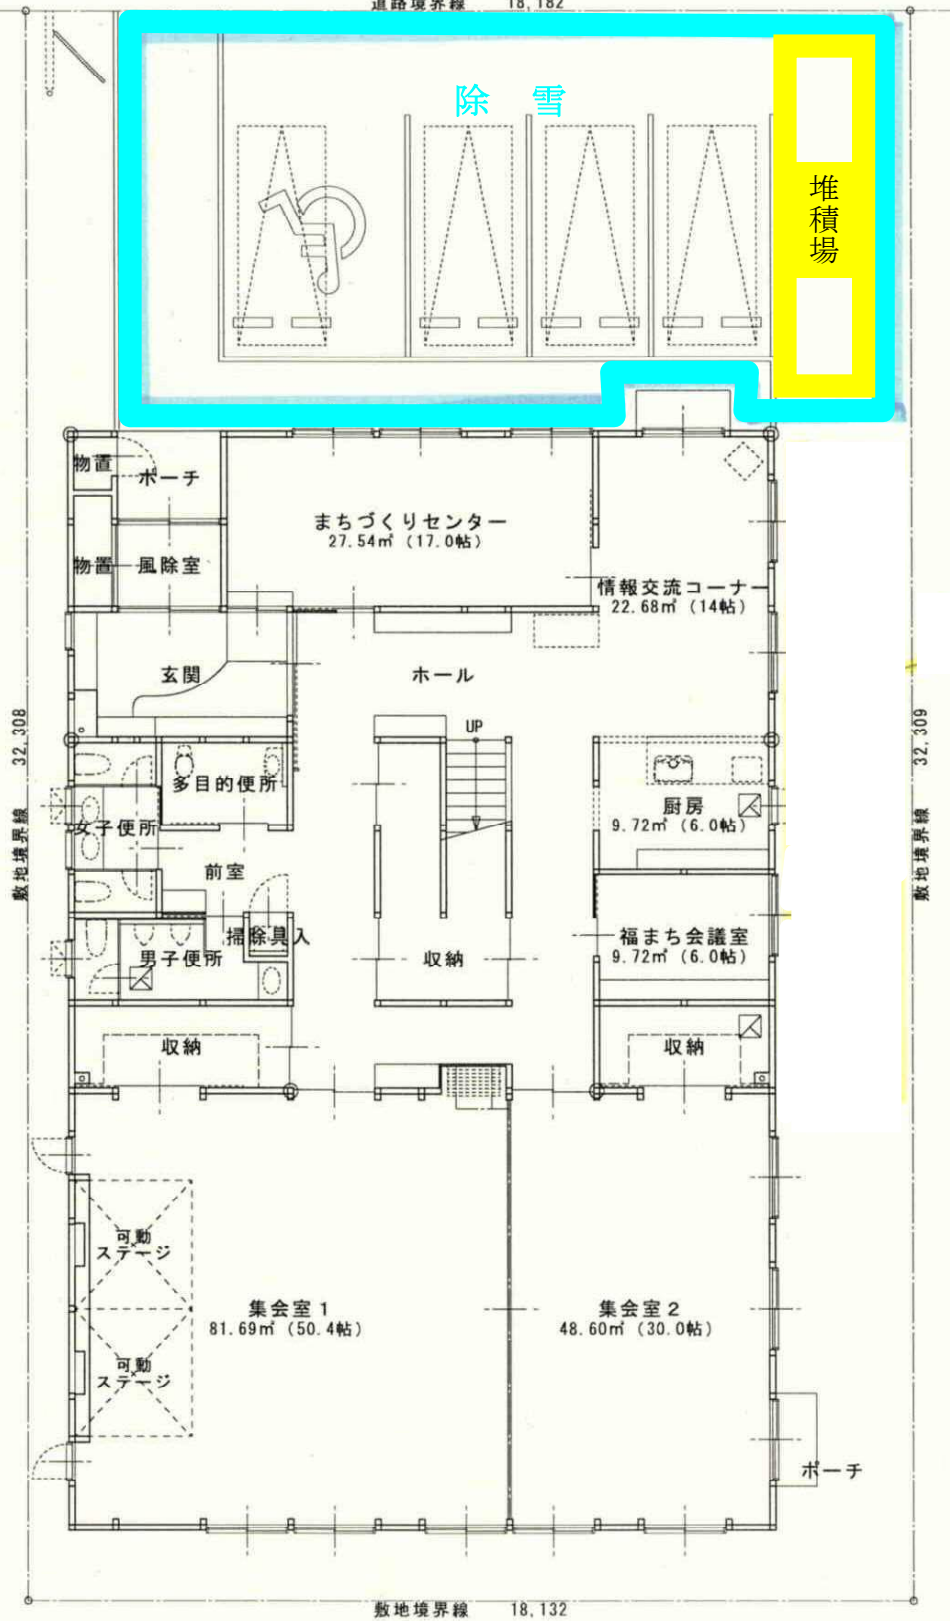 道路境界線 18,182
除 雪
堆積場
物置
ポーチ
まちづくりセンター
27.54㎡ (17.0帖)
物置
風除室
情報交流コーナー
22.68㎡ (14帖)
玄関
ホール
UP
敷地境界線 32,308
敷地境界線 32,309
多目的便所
女子便所
厨房
9.72㎡ (6.0帖)
前室
掃除具入
男子便所
収納
福まち会議室
9.72㎡ (6.0帖)
収納
収納
可動
ステージ
集会室1
81.69㎡ (50.4帖)
集会室2
48.60㎡ (30.0帖)
可動
ステージ
ポーチ
敷地境界線 18,132